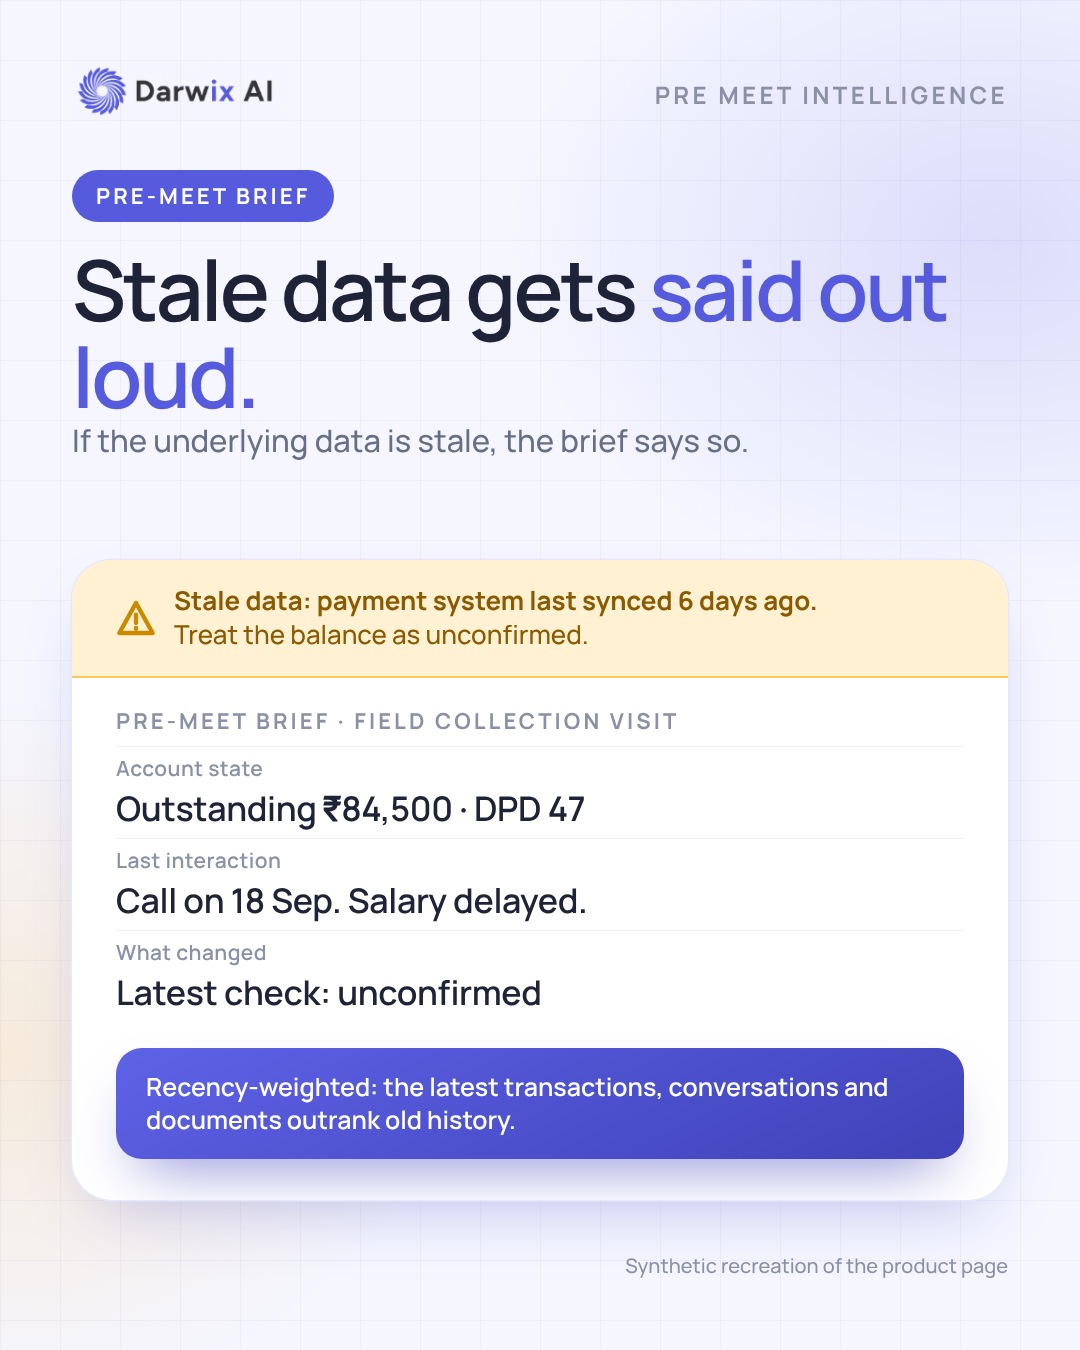 Darwix AI
PRE MEET INTELLIGENCE
PRE-MEET BRIEF
Stale data gets said out
loud.
If the underlying data is stale, the brief says so.
Stale data: payment system last synced 6 days ago.
Treat the balance as unconfirmed.
PRE-MEET BRIEF · FIELD COLLECTION VISIT
Account state
Outstanding ₹84,500 · DPD 47
Last interaction
Call on 18 Sep. Salary delayed.
What changed
Latest check: unconfirmed
Recency-weighted: the latest transactions, conversations and
documents outrank old history.
Synthetic recreation of the product page